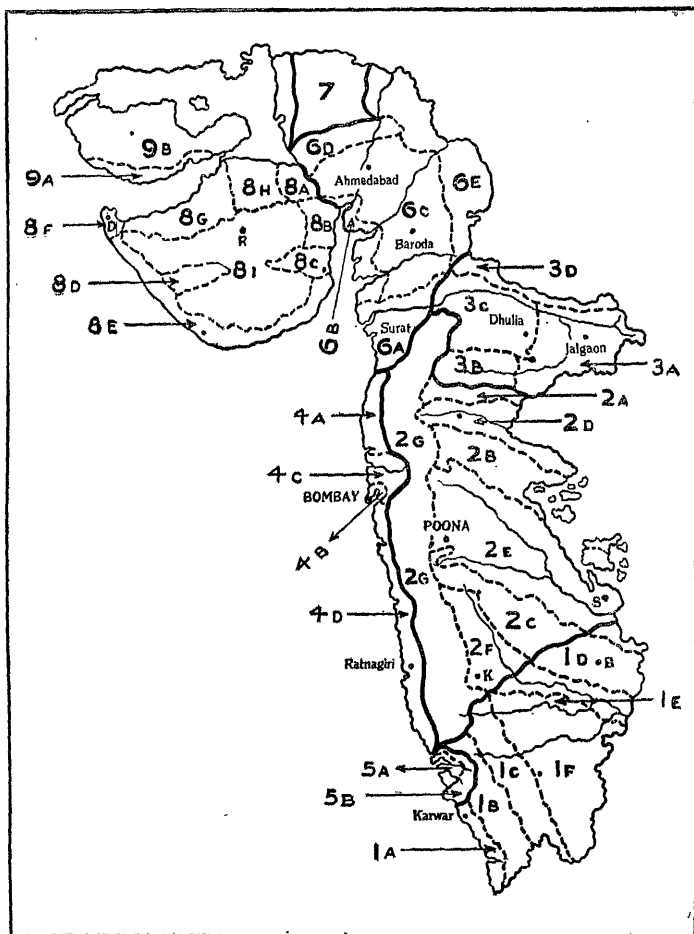 7
9B
6D
9A
8H
8A
Ahmedabad
6E
8F
D
8G
8B
A
6C
R
Baroda
8I
8C
3D
8D
3C
8E
6B
Surat
Dhulia
6A
Jalgaon
3B
3A
4A
2A
2G
2D
2B
4C
BOMBAY
POONA
4B
2E
2G
S
4D
2C
2F
1D
B
Ratnagiri
K
1E
5A
1C
1F
5B
1B
Karwar
1A